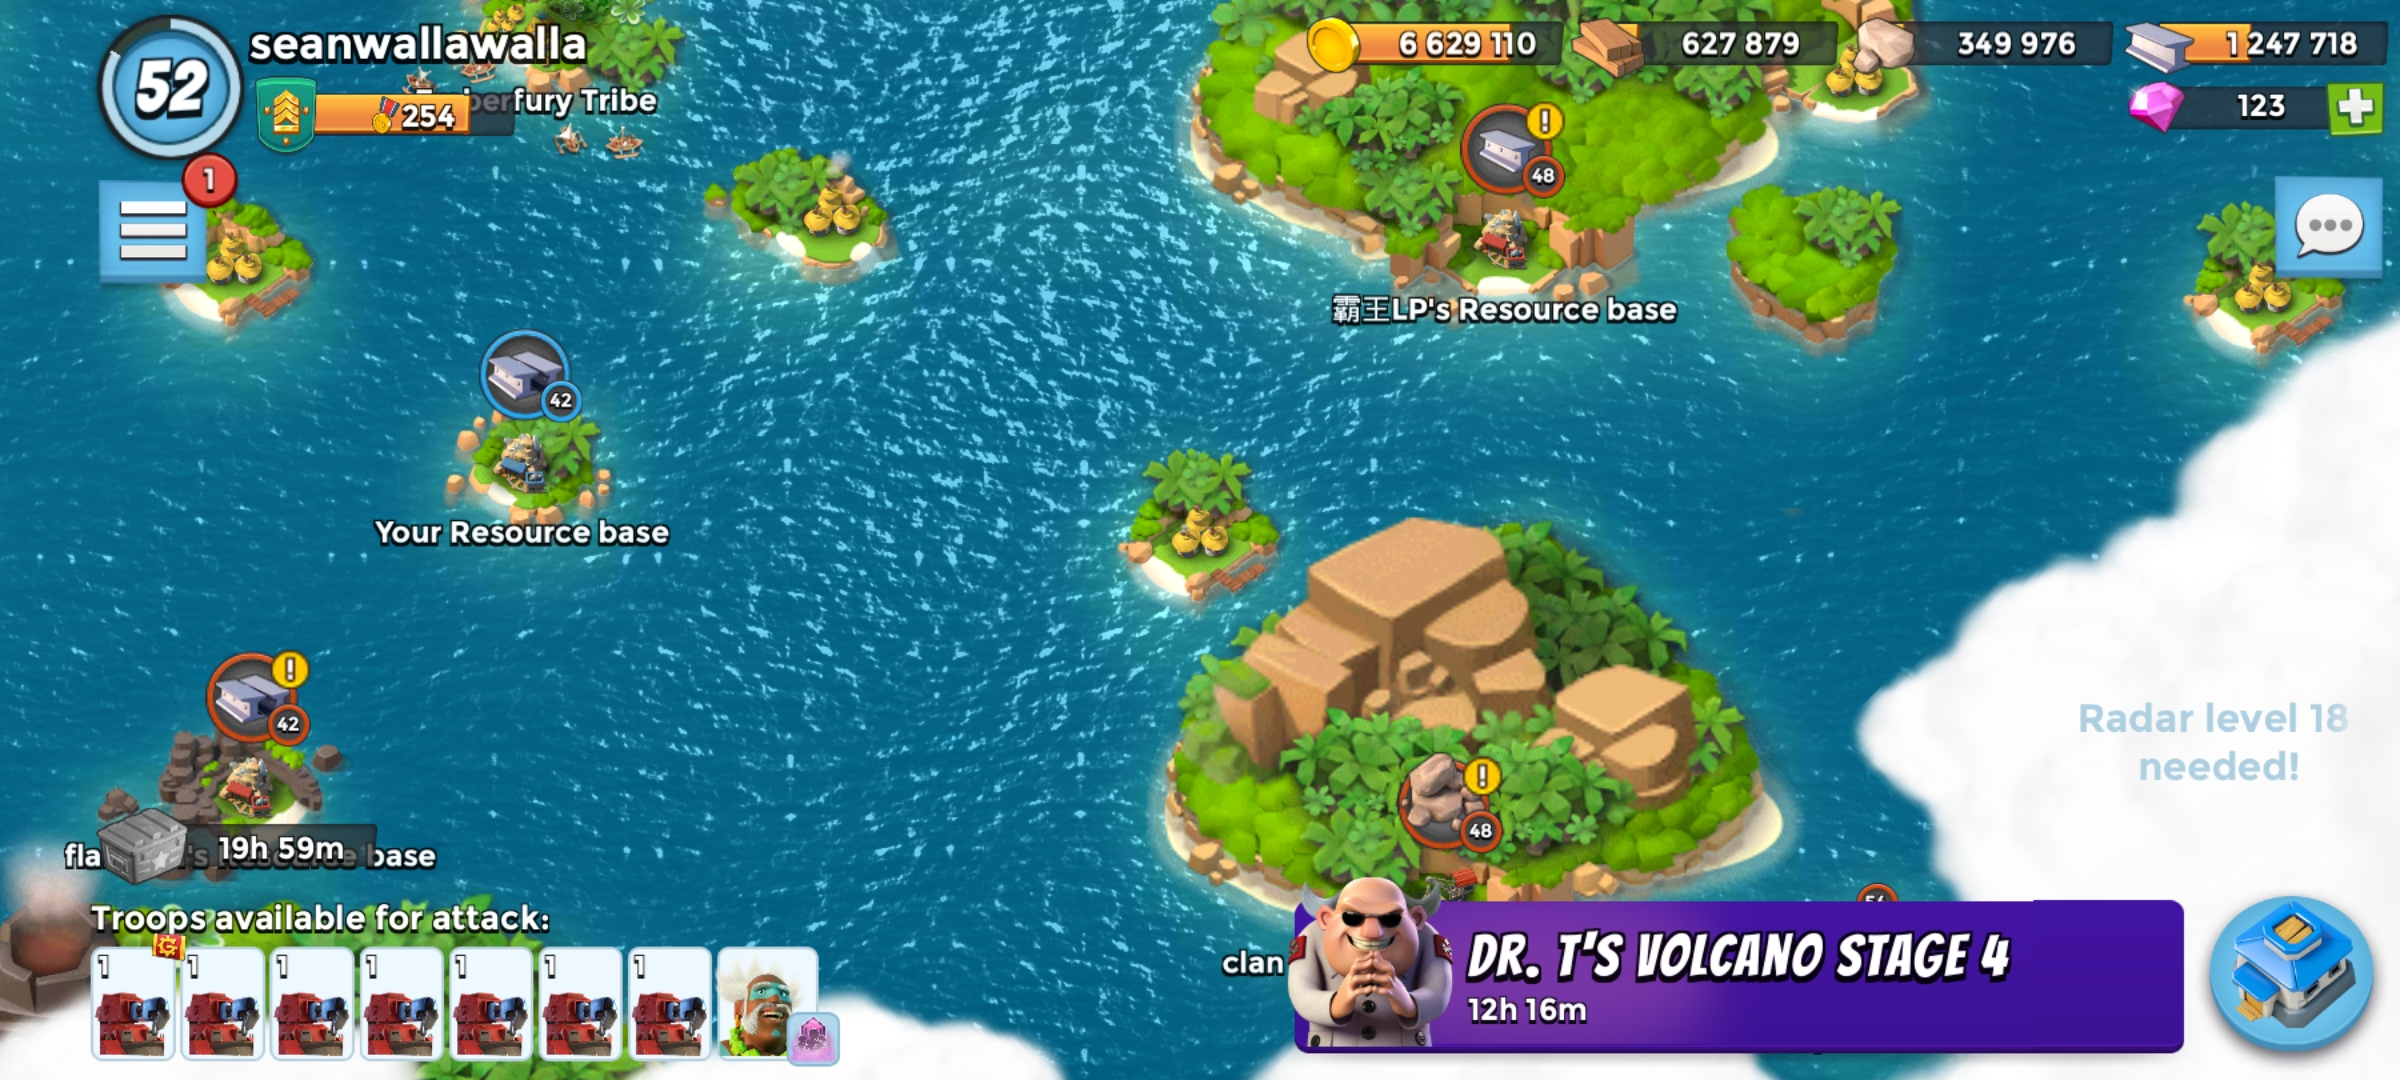 52
seanwallawalla
254
fury Tribe
6 629 110
627 879
349 976
1 247 718
123
1
48
霸王LP's Resource base
42
Your Resource base
42
19h 59m
base
48
Radar level 18
needed!
Troops available for attack:
1 1 1 1 1 1 1
G
clan
DR. T'S VOLCANO STAGE 4
12h 16m